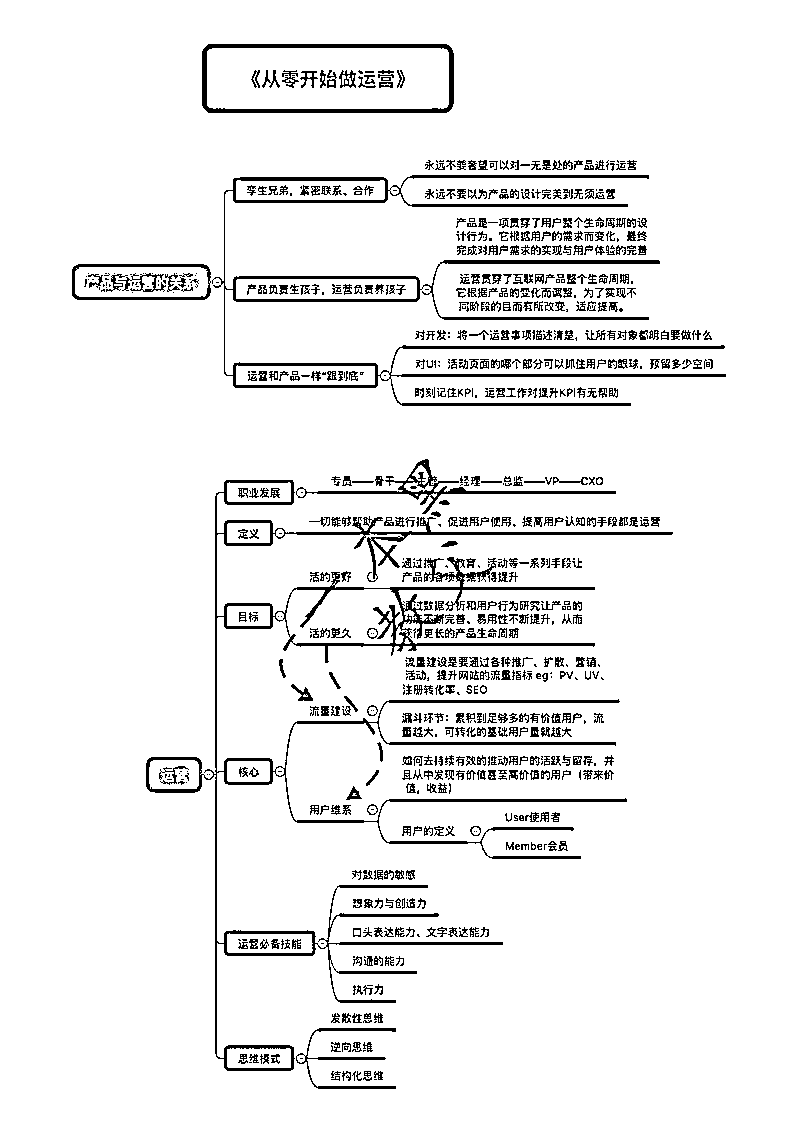 《从零开始做运营》
产品与运营的关系
孪生兄弟，紧密联系、合作
永远不要奢望可以对一无是处的产品进行运营
永远不要以为产品的设计完美到无须运营
产品负责生孩子，运营负责养孩子
产品是一项贯穿了用户整个生命周期的设
计行为。它根据用户的需求而变化，最终
完成对用户需求的实现与用户体验的完善
运营贯穿了互联网产品整个生命周期，
它根据产品的变化而调整，为了实现不
同阶段的目而有所改变，适应提高。
运营和产品一样“跟到底”
对开发：将一个运营事项描述清楚，让所有对象都明白要做什么
对UI：活动页面的哪个部分可以抓住用户的眼球，预留多少空间
时刻记住KPI，运营工作对提升KPI有无帮助
运营
职业发展
专员——骨干——主管——经理——总监——VP——CXO
定义
一切能够帮助产品进行推广、促进用户使用、提高用户认知的手段都是运营
目标
活的更好
通过推广、教育、活动等一系列手段让
产品的各项数据获得提升
活的更久
通过数据分析和用户行为研究让产品的
功能不断完善、易用性不断提升，从而
获得更长的产品生命周期
核心
流量建设
流量建设是要通过各种推广、扩散、营销、
活动，提升网站的流量指标 eg：PV、UV、
注册转化率、SEO
漏斗环节：累积到足够多的有价值用户，流
量越大，可转化的基础用户量就越大
用户维系
如何去持续有效的推动用户的活跃与留存，并
且从中发现有价值甚至高价值的用户（带来价
值，收益）
用户的定义
User使用者
Member会员
运营必备技能
对数据的敏感
想象力与创造力
口头表达能力、文字表达能力
沟通的能力
执行力
思维模式
发散性思维
逆向思维
结构化思维